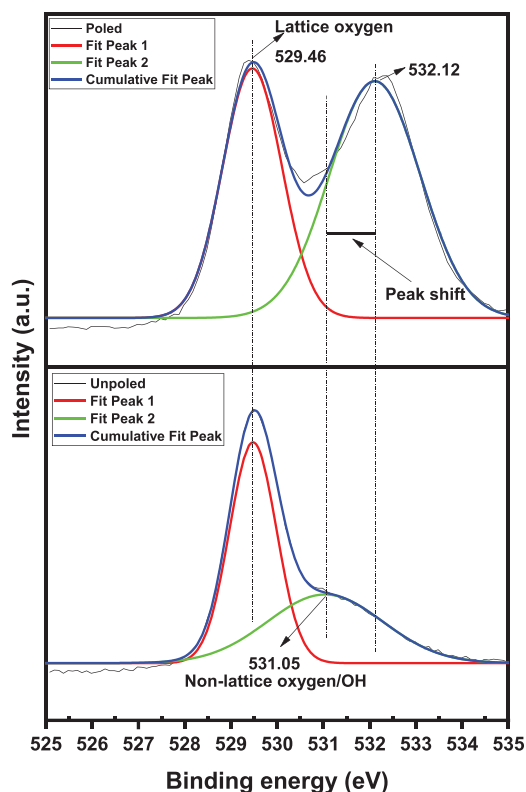 Poled
Fit Peak 1
Fit Peak 2
Cumulative Fit Peak
Lattice oxygen
529.46
532.12
Peak shift
Unpoled
Fit Peak 1
Fit Peak 2
Cumulative Fit Peak
531.05
Non-lattice oxygen/OH
Intensity (a.u.)
525 526 527 528 529 530 531 532 533 534 535
Binding energy (eV)